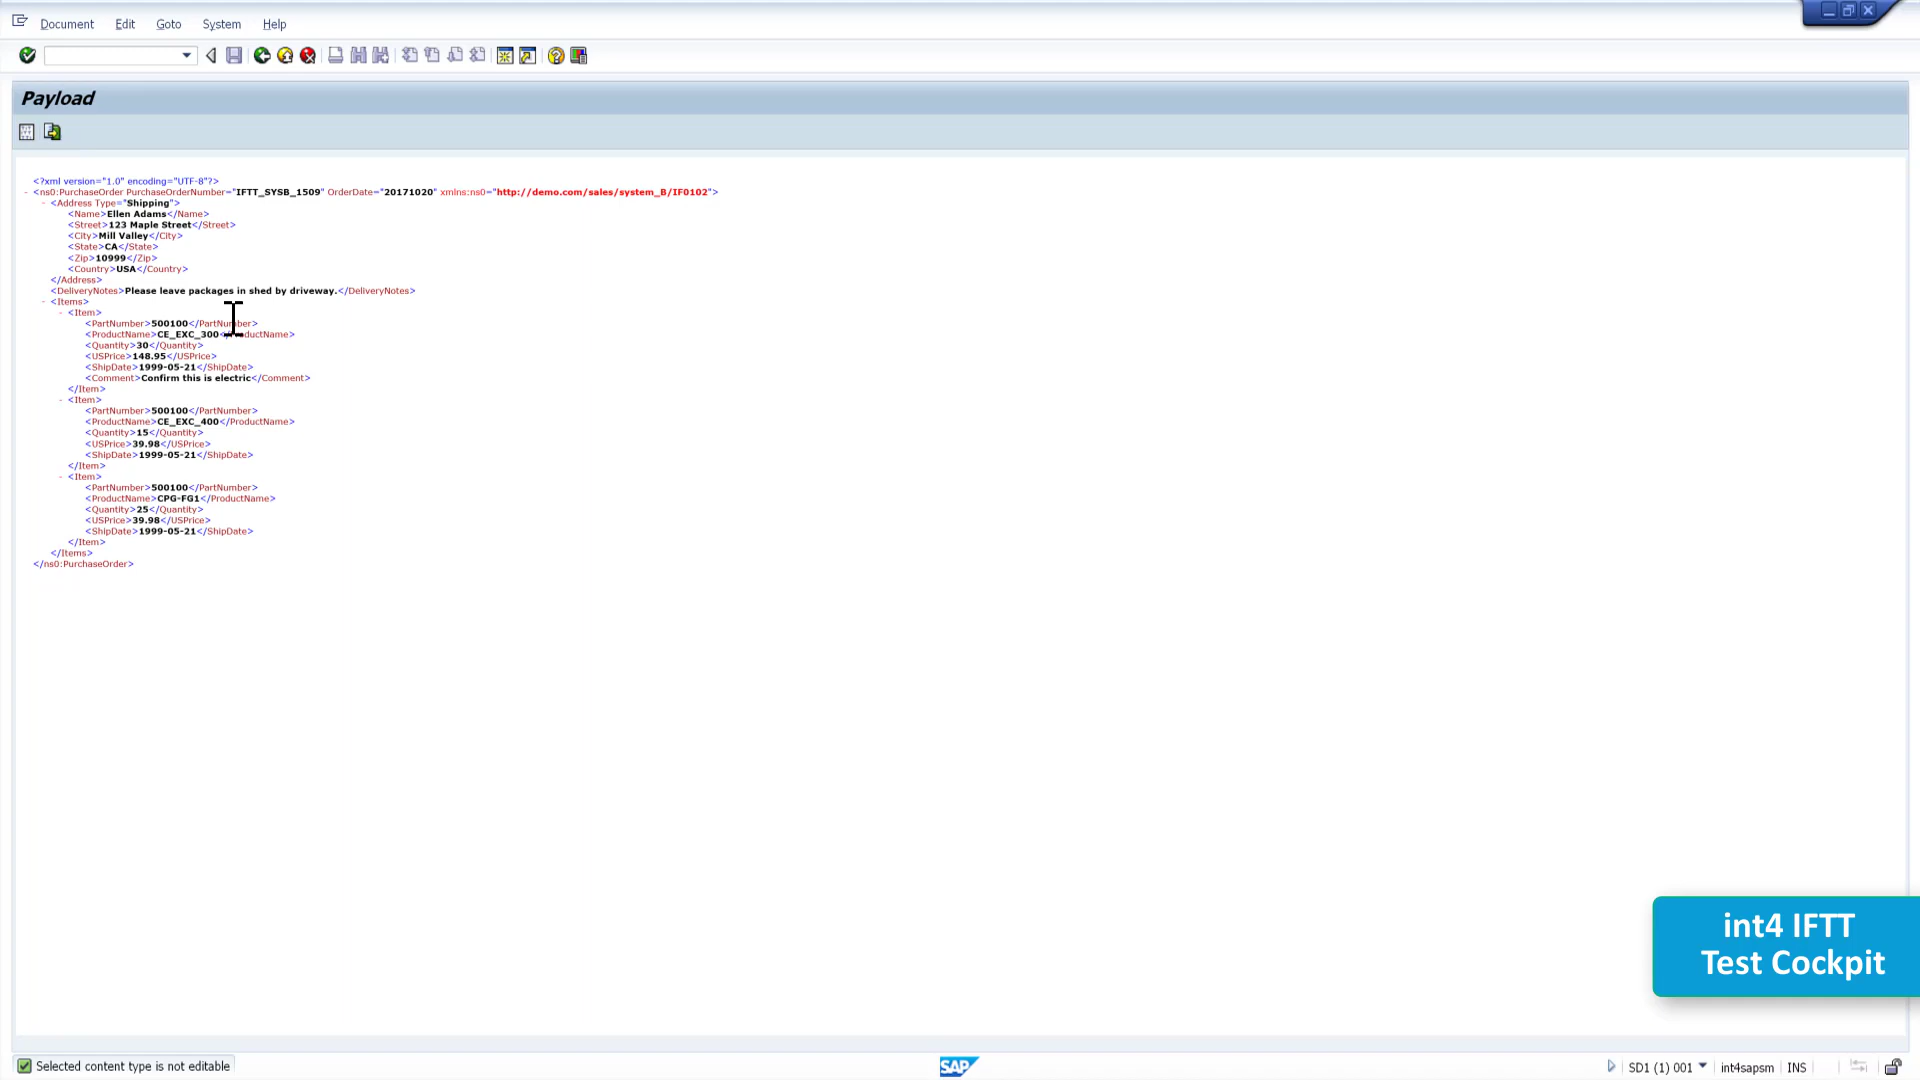 Document Edit Goto System Help
Payload
<?xml version="1.0" encoding="UTF-8"?>
- <ns0:PurchaseOrder PurchaseOrderNumber="IFTT_SYSB_1509" OrderDate="20171020" xmlns:ns0="http://demo.com/sales/system_B/IF0102">
- <Address Type="Shipping">
<Name>Ellen Adams</Name>
<Street>123 Maple Street</Street>
<City>Mill Valley</City>
<State>CA</State>
<Zip>10999</Zip>
<Country>USA</Country>
</Address>
<DeliveryNotes>Please leave packages in shed by driveway.</DeliveryNotes>
- <Items>
- <Item>
<PartNumber>500100</PartNumber>
<ProductName>CE_EXC_300</ProductName>
<Quantity>30</Quantity>
<USPrice>148.95</USPrice>
<ShipDate>1999-05-21</ShipDate>
<Comment>Confirm this is electric</Comment>
</Item>
- <Item>
<PartNumber>500100</PartNumber>
<ProductName>CE_EXC_400</ProductName>
<Quantity>15</Quantity>
<USPrice>39.98</USPrice>
<ShipDate>1999-05-21</ShipDate>
</Item>
- <Item>
<PartNumber>500100</PartNumber>
<ProductName>CPG-FG1</ProductName>
<Quantity>25</Quantity>
<USPrice>39.98</USPrice>
<ShipDate>1999-05-21</ShipDate>
</Item>
</Items>
</ns0:PurchaseOrder>
int4 IFTT
Test Cockpit
Selected content type is not editable
SAP
SD1 (1) 001 int4sapsm INS